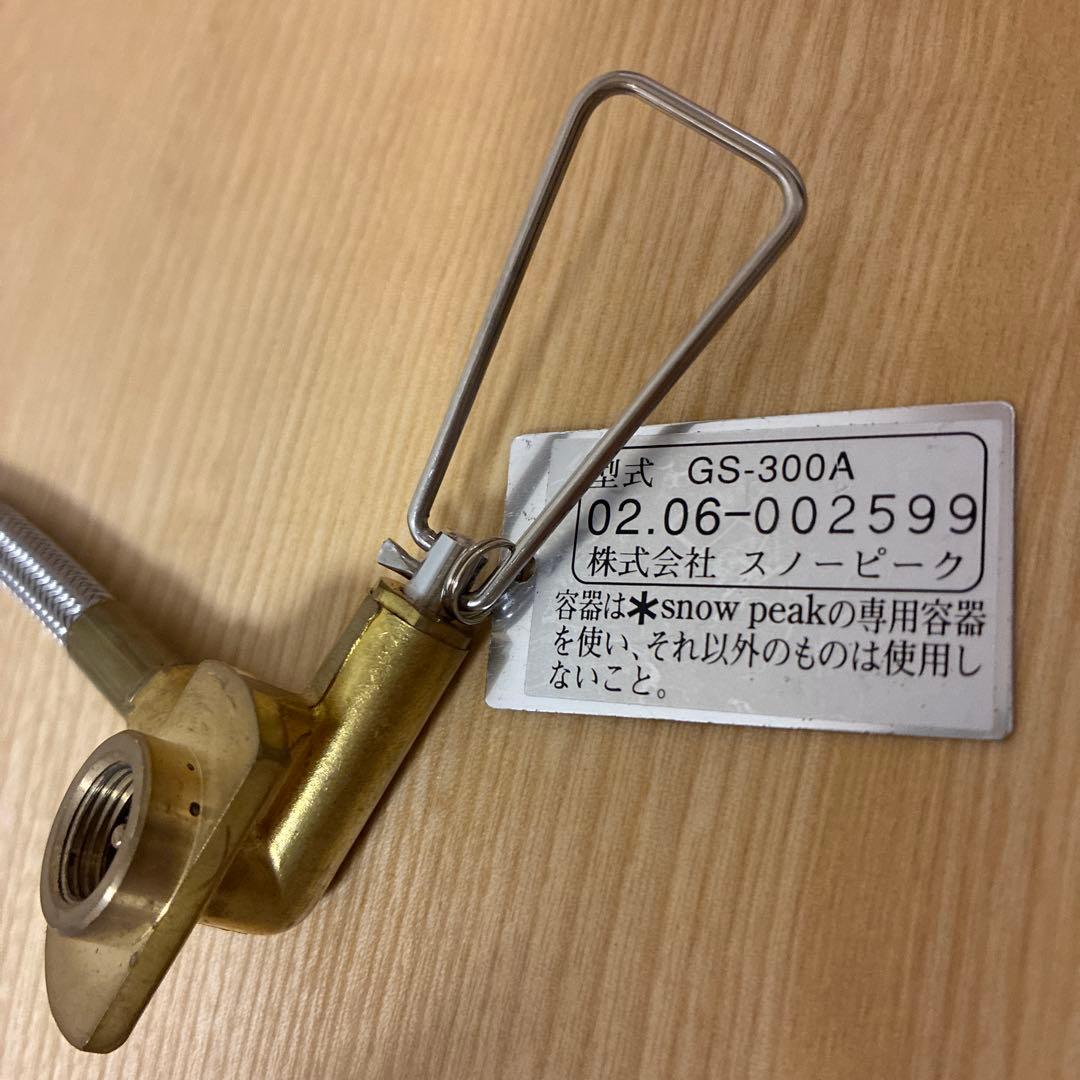 型式 GS-300A
02.06-002599
株式会社 スノーピーク
容器は*snow peakの専用容器
を使い、それ以外のものは使用し
ないこと。